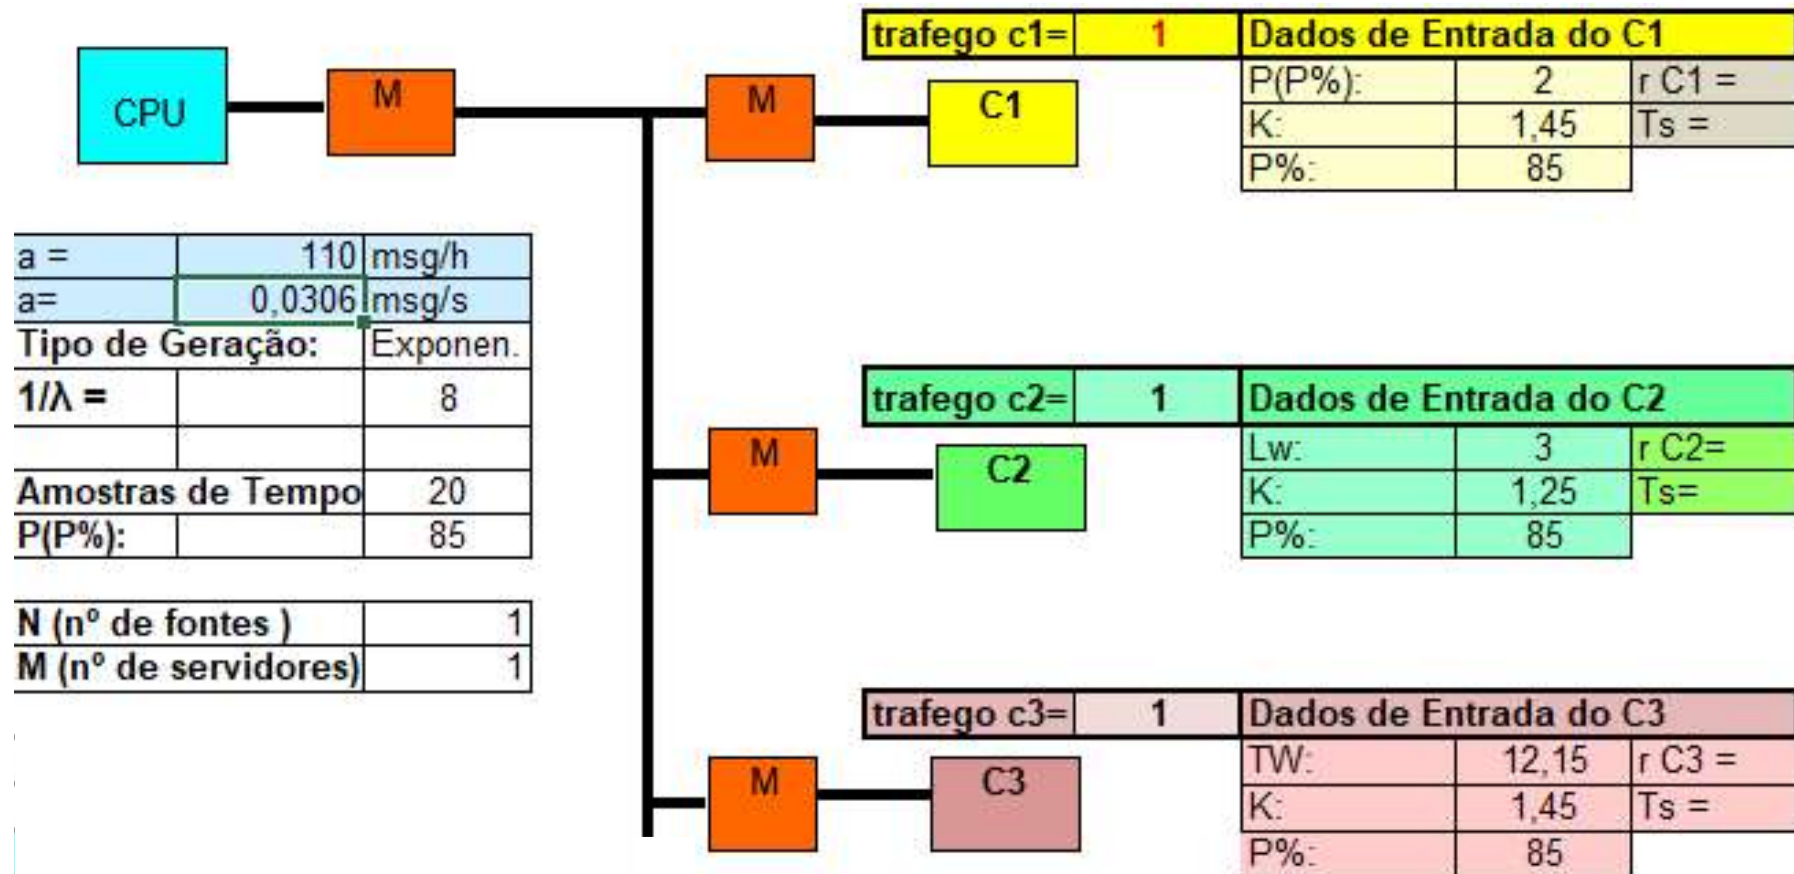 trafego c1= 1 Dados de Entrada do C1
CPU M M C1 P(P%): 2 r C1 =
K: 1,45 Ts =
P%: 85
a = 110 msg/h
a= 0,0306 msg/s
Tipo de Geração: Exponen.
1/λ = 8
Amostras de Tempo 20
P(P%): 85
trafego c2= 1 Dados de Entrada do C2
M C2 Lw: 3 r C2=
K: 1,25 Ts=
P%: 85
N (nº de fontes ) 1
M (nº de servidores) 1
trafego c3= 1 Dados de Entrada do C3
M C3 TW: 12,15 r C3 =
K: 1,45 Ts =
P%: 85